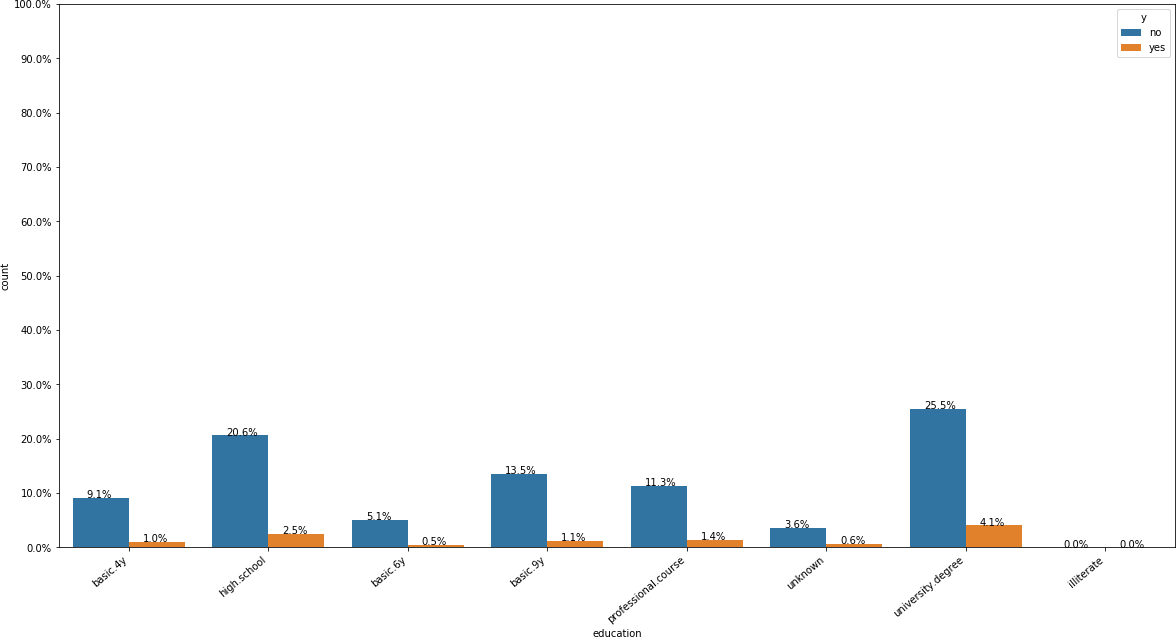 100.0%
90.0%
80.0%
70.0%
60.0%
50.0%
40.0%
30.0%
20.0%
10.0%
0.0%
count
y
no
yes
9.1%
1.0%
20.6%
2.5%
5.1%
0.5%
13.5%
1.1%
11.3%
1.4%
3.6%
0.6%
25.5%
4.1%
0.0%
0.0%
basic.4y
high.school
basic.6y
basic.9y
professional.course
unknown
university.degree
illiterate
education